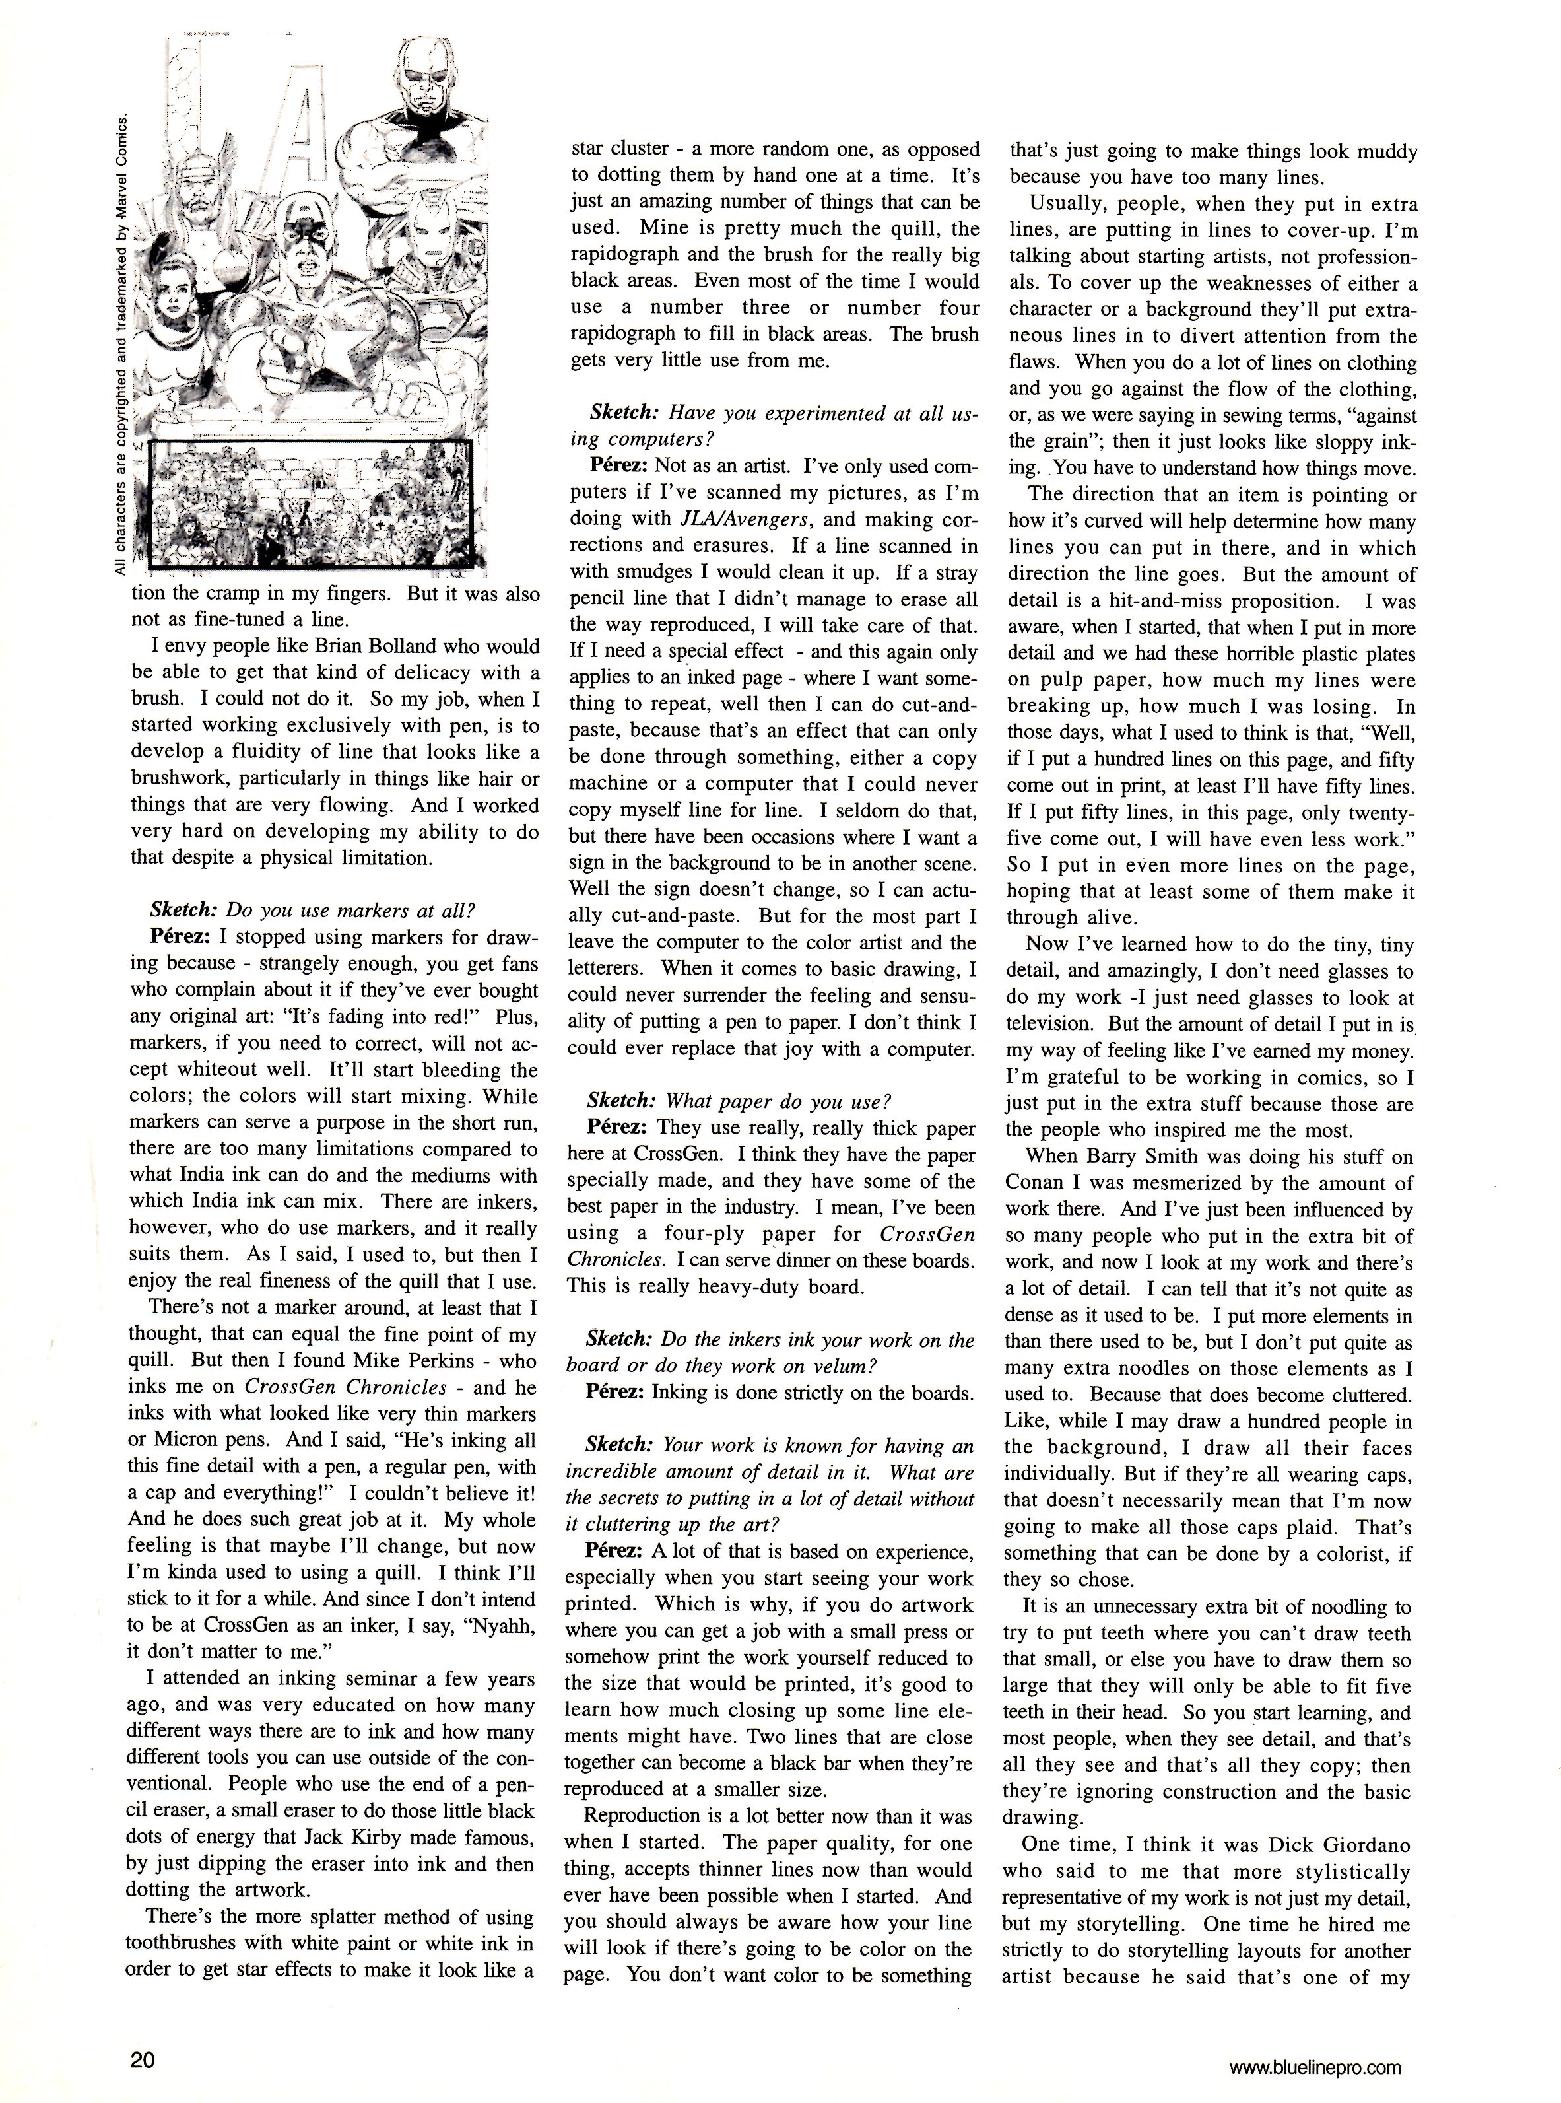 All characters are copyrighted and trademarked by Marvel Comics.
LA
tion the cramp in my fingers. But it was also
not as fine-tuned a line.
I envy people like Brian Bolland who would
be able to get that kind of delicacy with a
brush. I could not do it. So my job, when I
started working exclusively with pen, is to
develop a fluidity of line that looks like a
brushwork, particularly in things like hair or
things that are very flowing. And I worked
very hard on developing my ability to do
that despite a physical limitation.
Sketch: Do you use markers at all?
Pérez: I stopped using markers for draw-
ing because - strangely enough, you get fans
who complain about it if they've ever bought
any original art: "It's fading into red!" Plus,
markers, if you need to correct, will not ac-
cept whiteout well. It'll start bleeding the
colors; the colors will start mixing. While
markers can serve a purpose in the short run,
there are too many limitations compared to
what India ink can do and the mediums with
which India ink can mix. There are inkers,
however, who do use markers, and it really
suits them. As I said, I used to, but then I
enjoy the real fineness of the quill that I use.
There's not a marker around, at least that I
thought, that can equal the fine point of my
quill. But then I found Mike Perkins - who
inks me on CrossGen Chronicles - and he
inks with what looked like very thin markers
or Micron pens. And I said, "He's inking all
this fine detail with a pen, a regular pen, with
a cap and everything!" I couldn't believe it!
And he does such great job at it. My whole
feeling is that maybe I'll change, but now
I'm kinda used to using a quill. I think I'll
stick to it for a while. And since I don't intend
to be at CrossGen as an inker, I say, "Nyahh,
it don't matter to me."
I attended an inking seminar a few years
ago, and was very educated on how many
different ways there are to ink and how many
different tools you can use outside of the con-
ventional. People who use the end of a pen-
cil eraser, a small eraser to do those little black
dots of energy that Jack Kirby made famous,
by just dipping the eraser into ink and then
dotting the artwork.
There's the more splatter method of using
toothbrushes with white paint or white ink in
order to get star effects to make it look like a
star cluster - a more random one, as opposed
to dotting them by hand one at a time. It's
just an amazing number of things that can be
used. Mine is pretty much the quill, the
rapidograph and the brush for the really big
black areas. Even most of the time I would
use a number three or number four
rapidograph to fill in black areas. The brush
gets very little use from me.
Sketch: Have you experimented at all us-
ing computers?
Pérez: Not as an artist. I've only used com-
puters if I've scanned my pictures, as I'm
doing with JLA/Avengers, and making cor-
rections and erasures. If a line scanned in
with smudges I would clean it up. If a stray
pencil line that I didn't manage to erase all
the way reproduced, I will take care of that.
If I need a special effect - and this again only
applies to an inked page - where I want some-
thing to repeat, well then I can do cut-and-
paste, because that's an effect that can only
be done through something, either a copy
machine or a computer that I could never
copy myself line for line. I seldom do that,
but there have been occasions where I want a
sign in the background to be in another scene.
Well the sign doesn't change, so I can actu-
ally cut-and-paste. But for the most part I
leave the computer to the color artist and the
letterers. When it comes to basic drawing, I
could never surrender the feeling and sensu-
ality of putting a pen to paper. I don't think I
could ever replace that joy with a computer.
Sketch: What paper do you use?
Pérez: They use really, really thick paper
here at CrossGen. I think they have the paper
specially made, and they have some of the
best paper in the industry. I mean, I've been
using a four-ply paper for CrossGen
Chronicles. I can serve dinner on these boards.
This is really heavy-duty board.
Sketch: Do the inkers ink your work on the
board or do they work on velum?
Pérez: Inking is done strictly on the boards.
Sketch: Your work is known for having an
incredible amount of detail in it. What are
the secrets to putting in a lot of detail without
it cluttering up the art?
Pérez: A lot of that is based on experience,
especially when you start seeing your work
printed. Which is why, if you do artwork
where you can get a job with a small press or
somehow print the work yourself reduced to
the size that would be printed, it's good to
learn how much closing up some line ele-
ments might have. Two lines that are close
together can become a black bar when they're
reproduced at a smaller size.
Reproduction is a lot better now than it was
when I started. The paper quality, for one
thing, accepts thinner lines now than would
ever have been possible when I started. And
you should always be aware how your line
will look if there's going to be color on the
page. You don't want color to be something
that's just going to make things look muddy
because you have too many lines.
Usually, people, when they put in extra
lines, are putting in lines to cover-up. I'm
talking about starting artists, not profession-
als. To cover up the weaknesses of either a
character or a background they'll put extra-
neous lines in to divert attention from the
flaws. When you do a lot of lines on clothing
and you go against the flow of the clothing,
or, as we were saying in sewing terms, "against
the grain"; then it just looks like sloppy ink-
ing. You have to understand how things move.
The direction that an item is pointing or
how it's curved will help determine how many
lines you can put in there, and in which
direction the line goes. But the amount of
detail is a hit-and-miss proposition. I was
aware, when I started, that when I put in more
detail and we had these horrible plastic plates
on pulp paper, how much my lines were
breaking up, how much I was losing. In
those days, what I used to think is that, "Well,
if I put a hundred lines on this page, and fifty
come out in print, at least I'll have fifty lines.
If I put fifty lines, in this page, only twenty-
five come out, I will have even less work."
So I put in even more lines on the page,
hoping that at least some of them make it
through alive.
Now I've learned how to do the tiny, tiny
detail, and amazingly, I don't need glasses to
do my work -I just need glasses to look at
television. But the amount of detail I put in is
my way of feeling like I've earned my money.
I'm grateful to be working in comics, so I
just put in the extra stuff because those are
the people who inspired me the most.
When Barry Smith was doing his stuff on
Conan I was mesmerized by the amount of
work there. And I've just been influenced by
so many people who put in the extra bit of
work, and now I look at my work and there's
a lot of detail. I can tell that it's not quite as
dense as it used to be. I put more elements in
than there used to be, but I don't put quite as
many extra noodles on those elements as I
used to. Because that does become cluttered.
Like, while I may draw a hundred people in
the background, I draw all their faces
individually. But if they're all wearing caps,
that doesn't necessarily mean that I'm now
going to make all those caps plaid. That's
something that can be done by a colorist, if
they so chose.
It is an unnecessary extra bit of noodling to
try to put teeth where you can't draw teeth
that small, or else you have to draw them so
large that they will only be able to fit five
teeth in their head. So you start learning, and
most people, when they see detail, and that's
all they see and that's all they copy; then
they're ignoring construction and the basic
drawing.
One time, I think it was Dick Giordano
who said to me that more stylistically
representative of my work is not just my detail,
but my storytelling. One time he hired me
strictly to do storytelling layouts for another
artist because he said that's one of my
20
www.bluelinepro.com